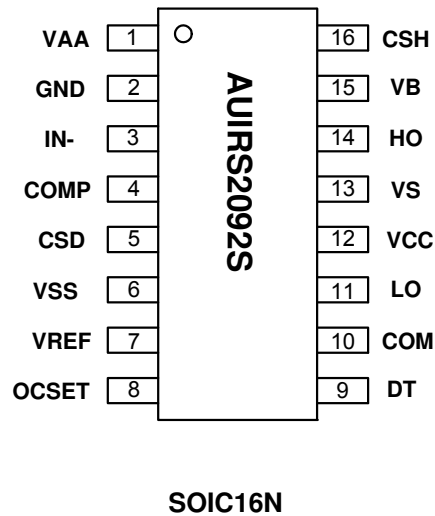 VAA 1 16 CSH
GND 2 15 VB
IN- 3 14 HO
COMP 4 13 VS
CSD 5 12 VCC
VSS 6 11 LO
VREF 7 10 COM
OCSET 8 9 DT
AUIRS2092S
SOIC16N